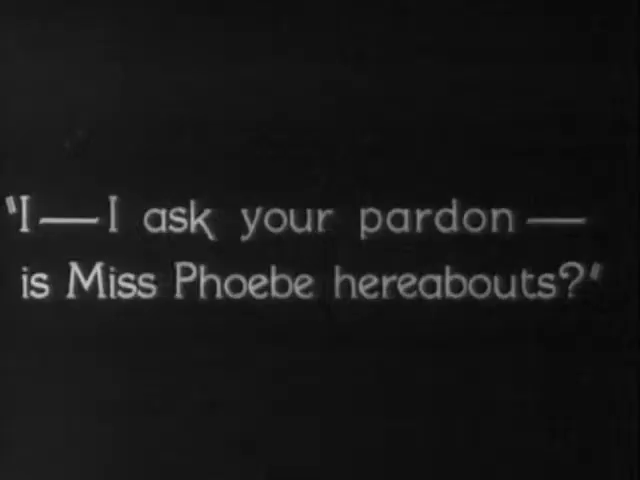 "I — I ask your pardon —
is Miss Phoebe hereabouts?"